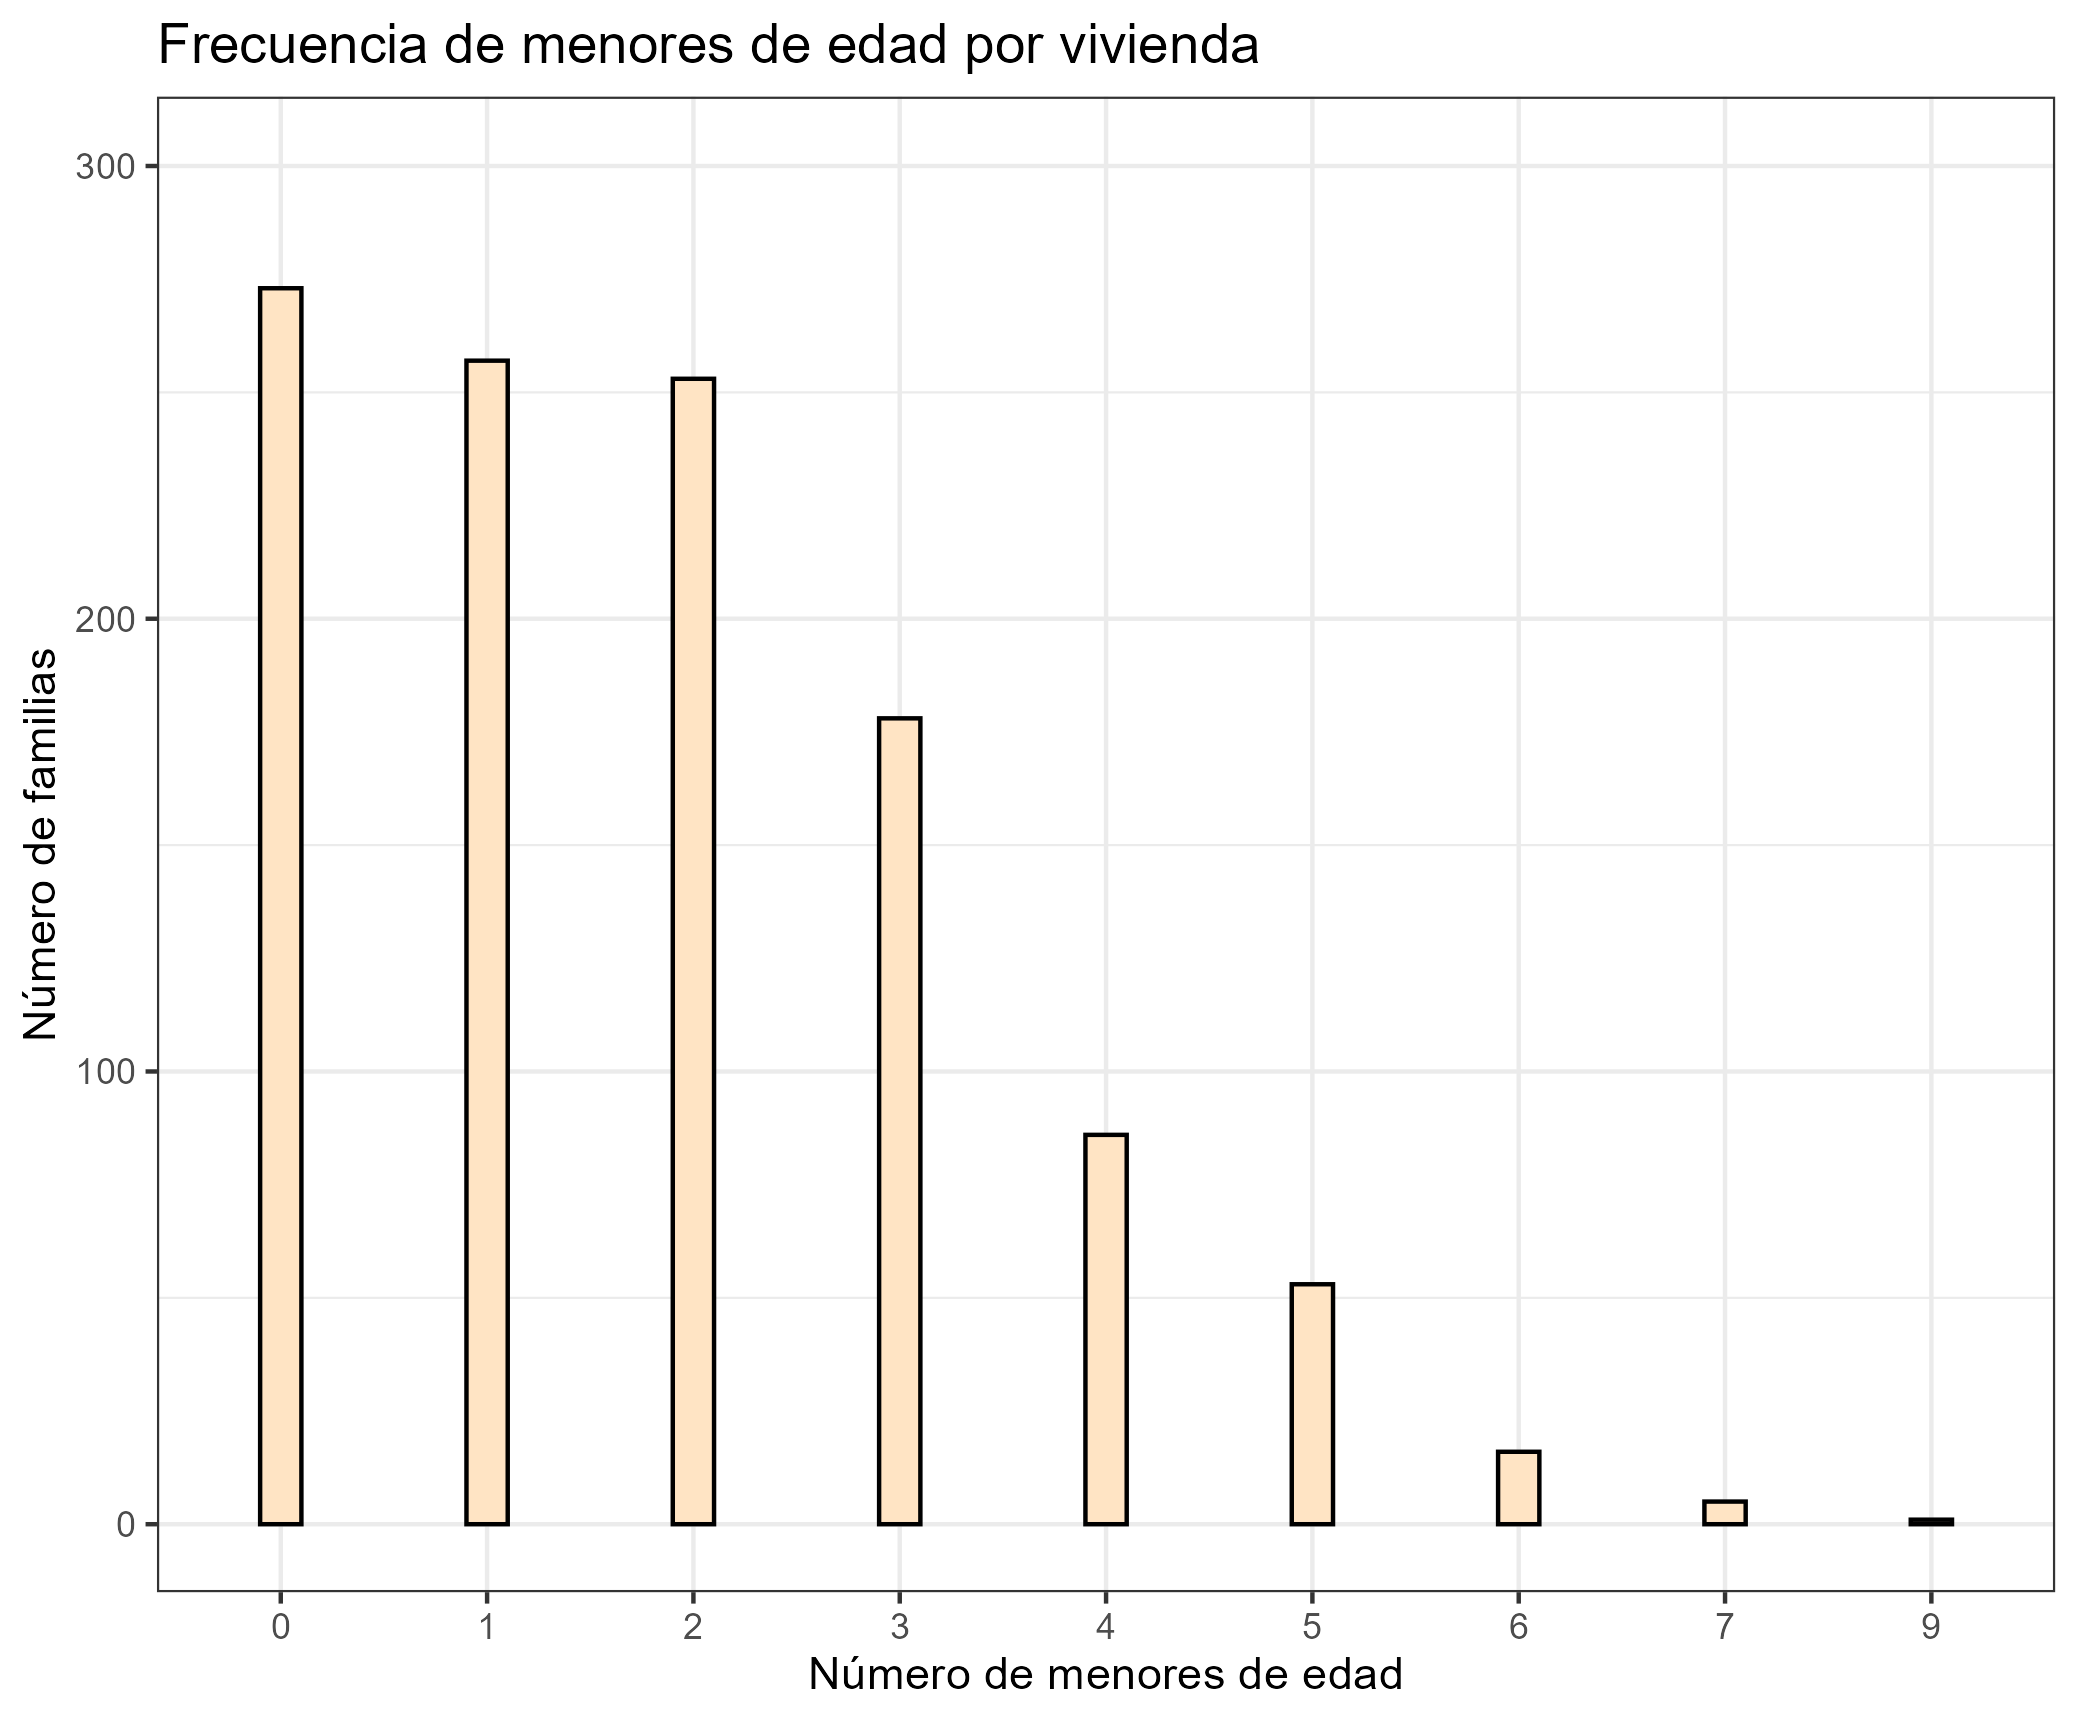 Frecuencia de menores de edad por vivienda
300
200
100
0
Número de familias
0 1 2 3 4 5 6 7 9
Número de menores de edad